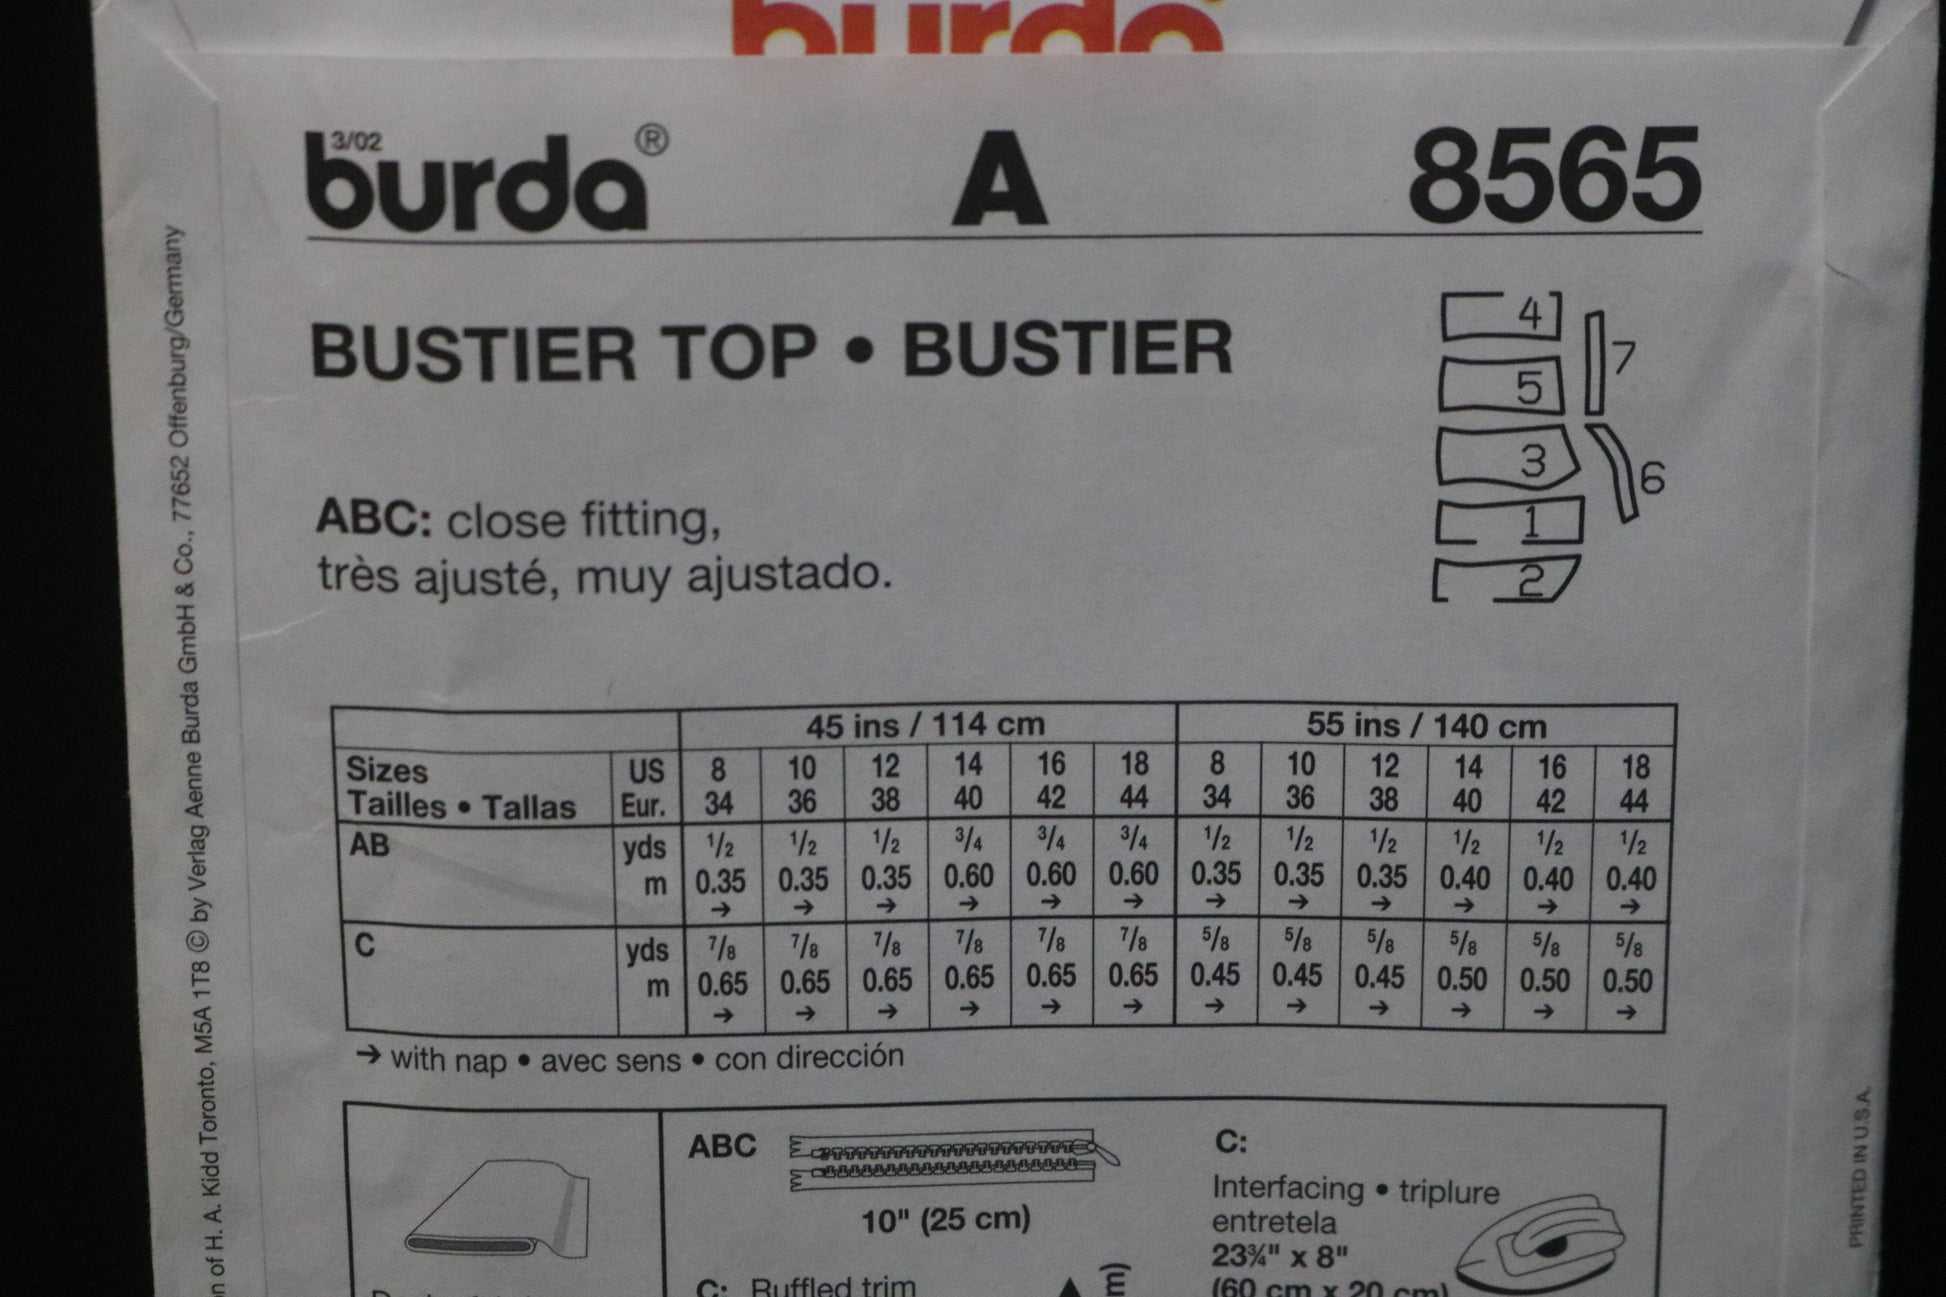 burda
3/02
burda®
A
8565
BUSTIER TOP • BUSTIER
4
7
5
3
6
1
2
ABC: close fitting,
très ajusté, muy ajustado.
45 ins / 114 cm 55 ins / 140 cm
Sizes US 8 10 12 14 16 18 8 10 12 14 16 18
Tailles • Tallas Eur. 34 36 38 40 42 44 34 36 38 40 42 44
AB yds 1/2 1/2 1/2 3/4 3/4 3/4 1/2 1/2 1/2 1/2 1/2 1/2
m 0.35 0.35 0.35 0.60 0.60 0.60 0.35 0.35 0.35 0.40 0.40 0.40
→ → → → → → → → → → → →
C yds 7/8 7/8 7/8 7/8 7/8 7/8 5/8 5/8 5/8 5/8 5/8 5/8
m 0.65 0.65 0.65 0.65 0.65 0.65 0.45 0.45 0.45 0.50 0.50 0.50
→ → → → → → → → → → → →
→ with nap • avec sens • con dirección
ABC
10" (25 cm)
C: Ruffled trim
m)
C:
Interfacing • triplure
entretela
23¾" x 8"
(60 cm x 20 cm)
of H. A. Kidd Toronto, M5A 1T8 © by Verlag Aenne Burda GmbH & Co., 77652 Offenburg/Germany
PRINTED IN U.S.A.